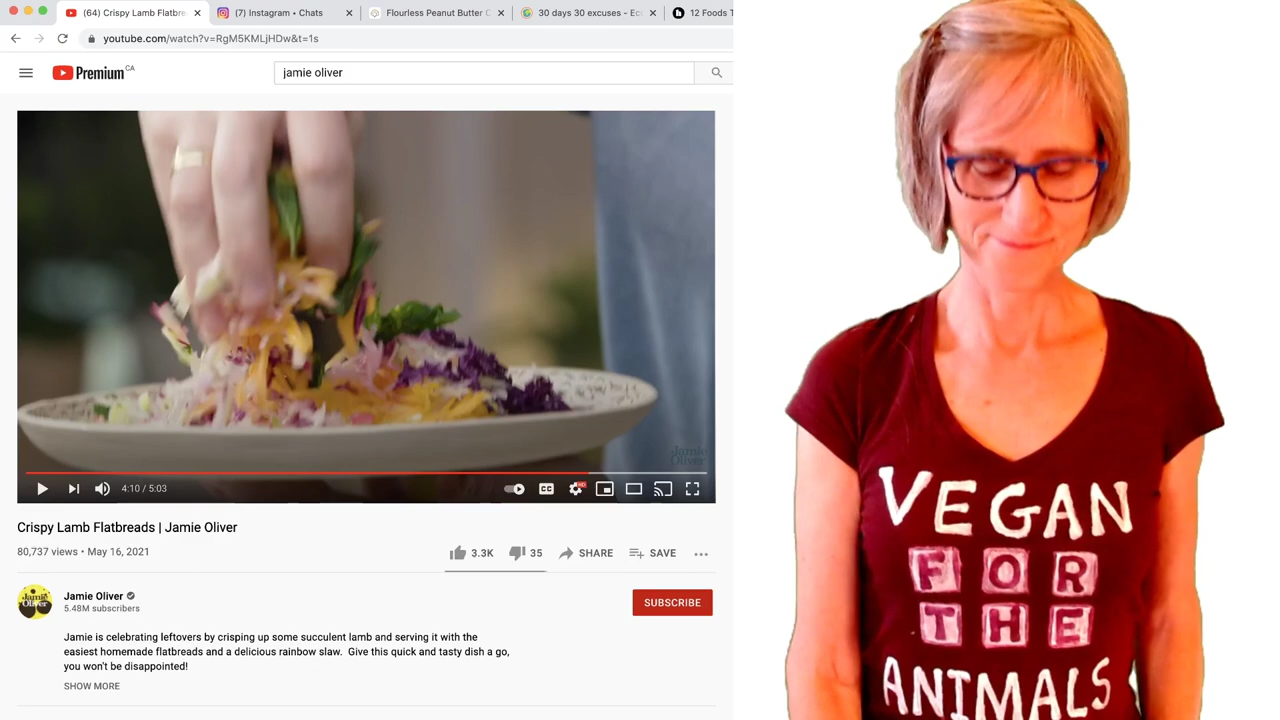 (64) Crispy Lamb Flatbre
(7) Instagram • Chats
Flourless Peanut Butter C
30 days 30 excuses - Ec
12 Foods T
youtube.com/watch?v=RgM5KMLjHDw&t=1s
Premium CA
jamie oliver
Jamie
Oliver
4:10 / 5:03
CC
HD
Crispy Lamb Flatbreads | Jamie Oliver
80,737 views • May 16, 2021
3.3K
35
SHARE
SAVE
Jamie Oliver
5.48M subscribers
SUBSCRIBE
Jamie is celebrating leftovers by crisping up some succulent lamb and serving it with the
easiest homemade flatbreads and a delicious rainbow slaw. Give this quick and tasty dish a go,
you won't be disappointed!
SHOW MORE
VEGAN
FOR
THE
ANIMALS